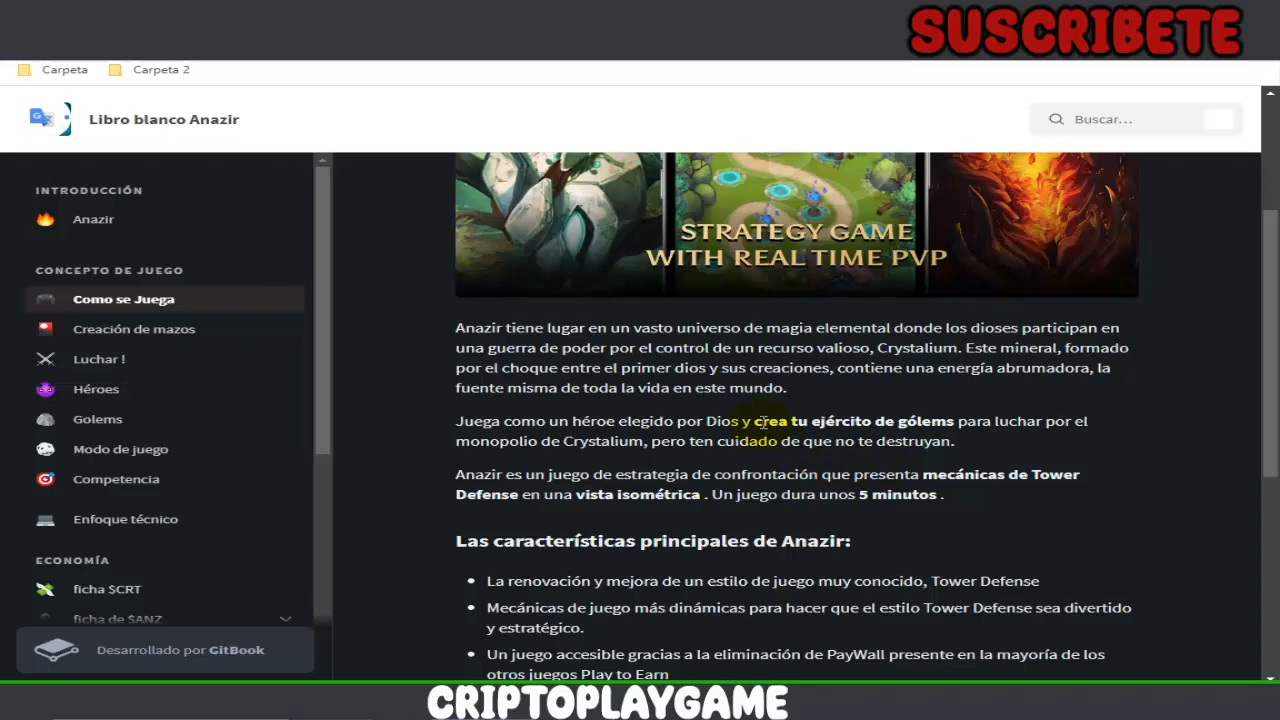 SUSCRIBETE
Carpeta
Carpeta 2
Libro blanco Anazir
Buscar...
INTRODUCCIÓN
Anazir
CONCEPTO DE JUEGO
Como se Juega
Creación de mazos
Luchar !
Héroes
Golems
Modo de juego
Competencia
Enfoque técnico
ECONOMÍA
ficha $CRT
ficha de $ANZ
Desarrollado por GitBook
STRATEGY GAME
WITH REAL TIME PVP
Anazir tiene lugar en un vasto universo de magia elemental donde los dioses participan en
una guerra de poder por el control de un recurso valioso, Crystalium. Este mineral, formado
por el choque entre el primer dios y sus creaciones, contiene una energía abrumadora, la
fuente misma de toda la vida en este mundo.
Juega como un héroe elegido por Dios y crea tu ejército de gólems para luchar por el
monopolio de Crystalium, pero ten cuidado de que no te destruyan.
Anazir es un juego de estrategia de confrontación que presenta mecánicas de Tower
Defense en una vista isométrica . Un juego dura unos 5 minutos .
Las características principales de Anazir:
La renovación y mejora de un estilo de juego muy conocido, Tower Defense
Mecánicas de juego más dinámicas para hacer que el estilo Tower Defense sea divertido
y estratégico.
Un juego accesible gracias a la eliminación de PayWall presente en la mayoría de los
otros juegos Play to Earn
CRIPTOPLAYGAME